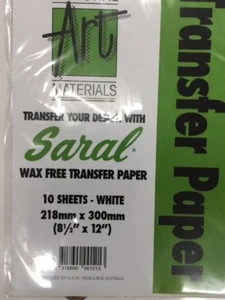 Art
MATERIALS
TRANSFER YOUR DESIGN WITH
Saral®
WAX FREE TRANSFER PAPER
10 SHEETS - WHITE
218mm x 300mm
(8½" x 12")
Transfer Paper